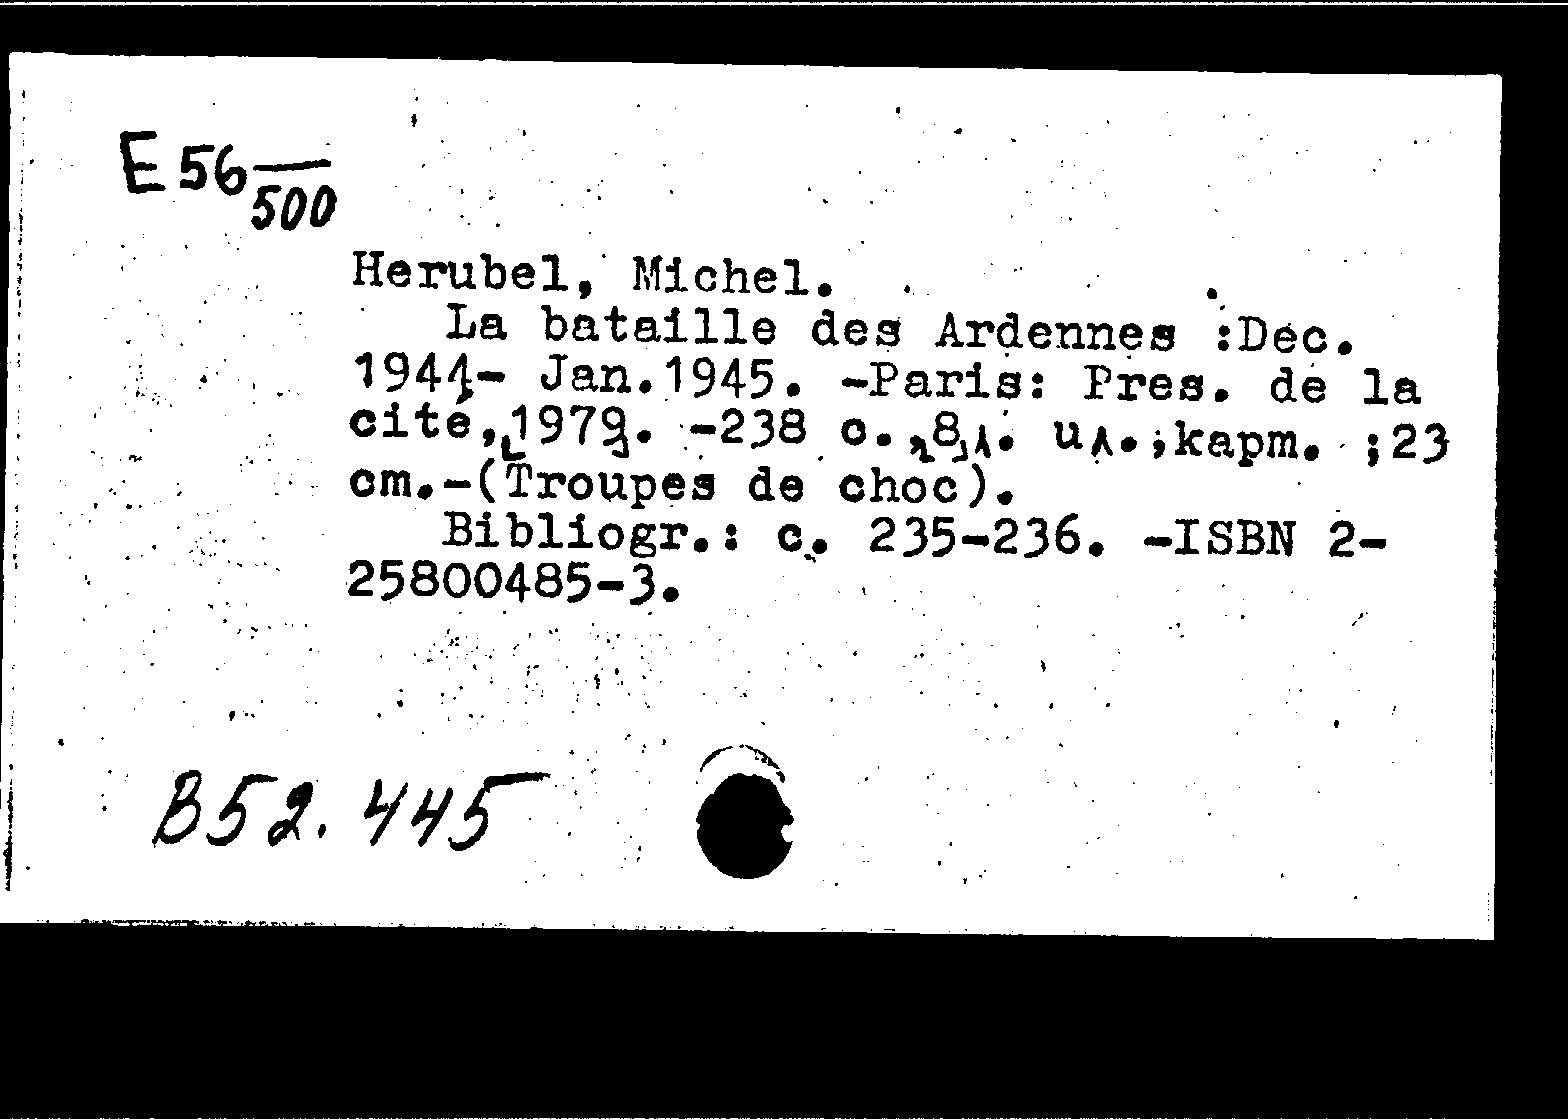 E 56
500
Herubel, Michel.
La bataille des Ardennes :Dec.
1944- Jan.1945. -Paris: Pres. de la
cité, [1979]. -238 с. , [8] л. ил.;карт. ;23
cm.-(Troupes de choc).
Bibliogr.: с. 235-236. -ISBN 2-
25800485-3.
B52.445